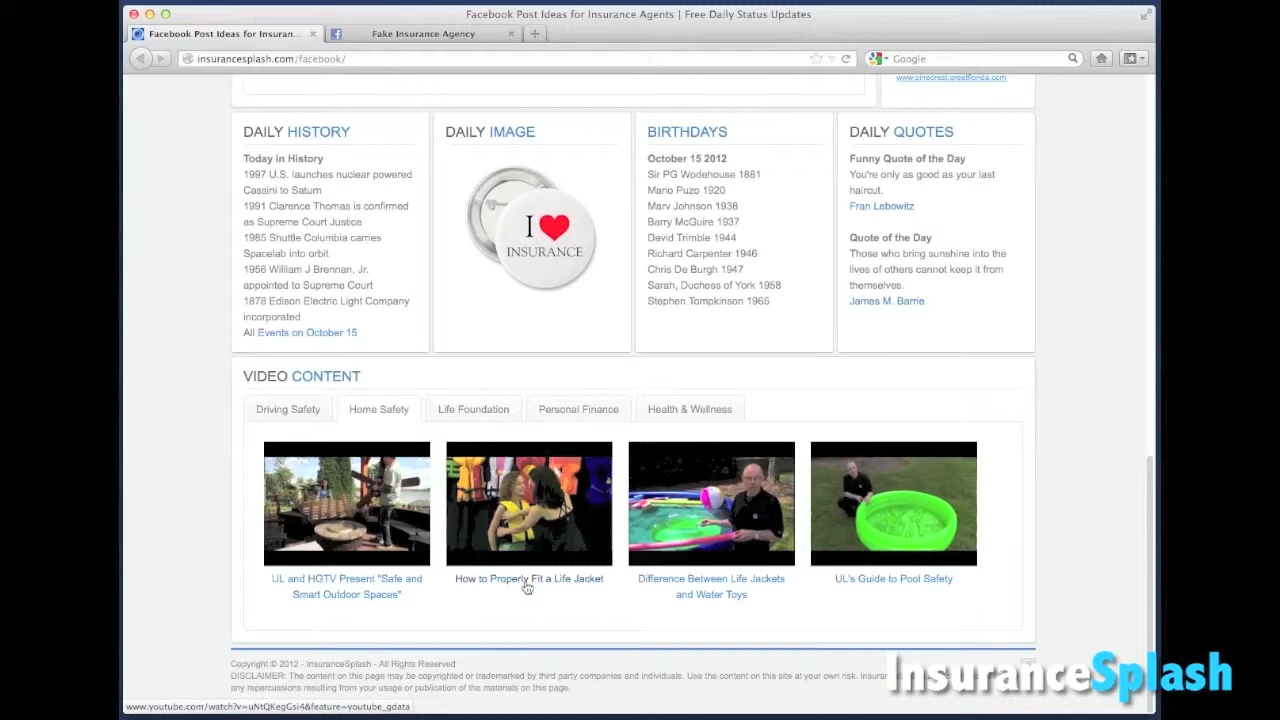 Facebook Post Ideas for Insurance Agents | Free Daily Status Updates
Facebook Post Ideas for Insuran...
Fake Insurance Agency
insurancesplash.com/facebook/
Google
www.pinecrest.greatflorida.com
DAILY HISTORY
Today in History
1997 U.S. launches nuclear powered
Cassini to Saturn
1991 Clarence Thomas is confirmed
as Supreme Court Justice
1985 Shuttle Columbia carries
Spacelab into orbit
1956 William J Brennan, Jr.
appointed to Supreme Court
1878 Edison Electric Light Company
incorporated
All Events on October 15
DAILY IMAGE
I
INSURANCE
BIRTHDAYS
October 15 2012
Sir PG Wodehouse 1881
Mario Puzo 1920
Marv Johnson 1938
Barry McGuire 1937
David Trimble 1944
Richard Carpenter 1946
Chris De Burgh 1947
Sarah, Duchess of York 1958
Stephen Tompkinson 1965
DAILY QUOTES
Funny Quote of the Day
You're only as good as your last
haircut.
Fran Lebowitz
Quote of the Day
Those who bring sunshine into the
lives of others cannot keep it from
themselves.
James M. Barrie
VIDEO CONTENT
Driving Safety
Home Safety
Life Foundation
Personal Finance
Health & Wellness
UL and HGTV Present "Safe and
Smart Outdoor Spaces"
How to Properly Fit a Life Jacket
Difference Between Life Jackets
and Water Toys
UL's Guide to Pool Safety
Copyright © 2012 - InsuranceSplash - All Rights Reserved
DISCLAIMER: The content on this page may be copyrighted or trademarked by third party companies and individuals. Use the content on this site at your own risk.
any repercussions resulting from your usage or publication of the materials on this page.
InsuranceSplash
www.youtube.com/watch?v=uNtQKegGsi4&feature=youtube_gdata